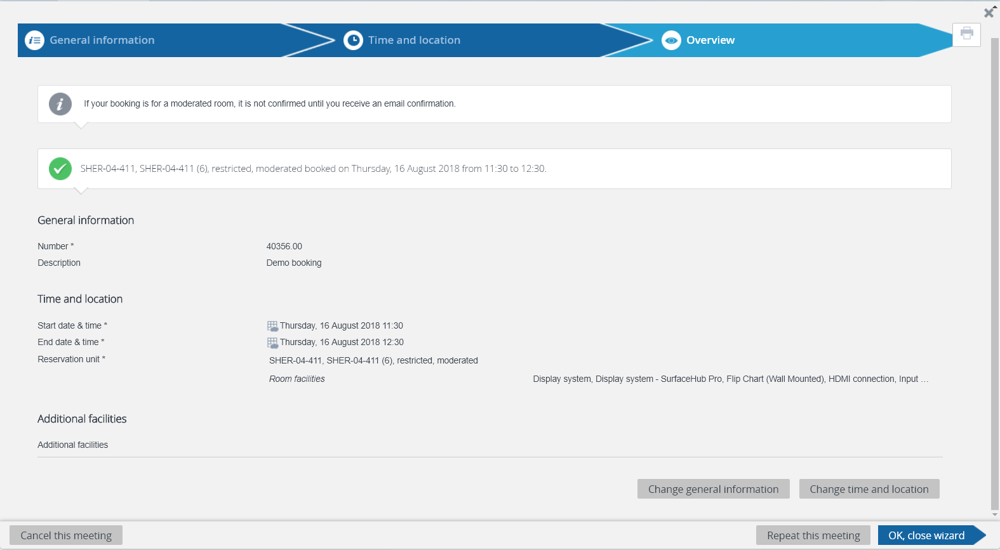 General information
Time and location
Overview
If your booking is for a moderated room, it is not confirmed until you receive an email confirmation.
SHER-04-411, SHER-04-411 (6), restricted, moderated booked on Thursday, 16 August 2018 from 11:30 to 12:30.
General information
Number * 40356.00
Description Demo booking
Time and location
Start date & time * Thursday, 16 August 2018 11:30
End date & time * Thursday, 16 August 2018 12:30
Reservation unit * SHER-04-411, SHER-04-411 (6), restricted, moderated
Room facilities Display system, Display system - SurfaceHub Pro, Flip Chart (Wall Mounted), HDMI connection, Input ...
Additional facilities
Additional facilities
Change general information Change time and location
Cancel this meeting Repeat this meeting OK, close wizard